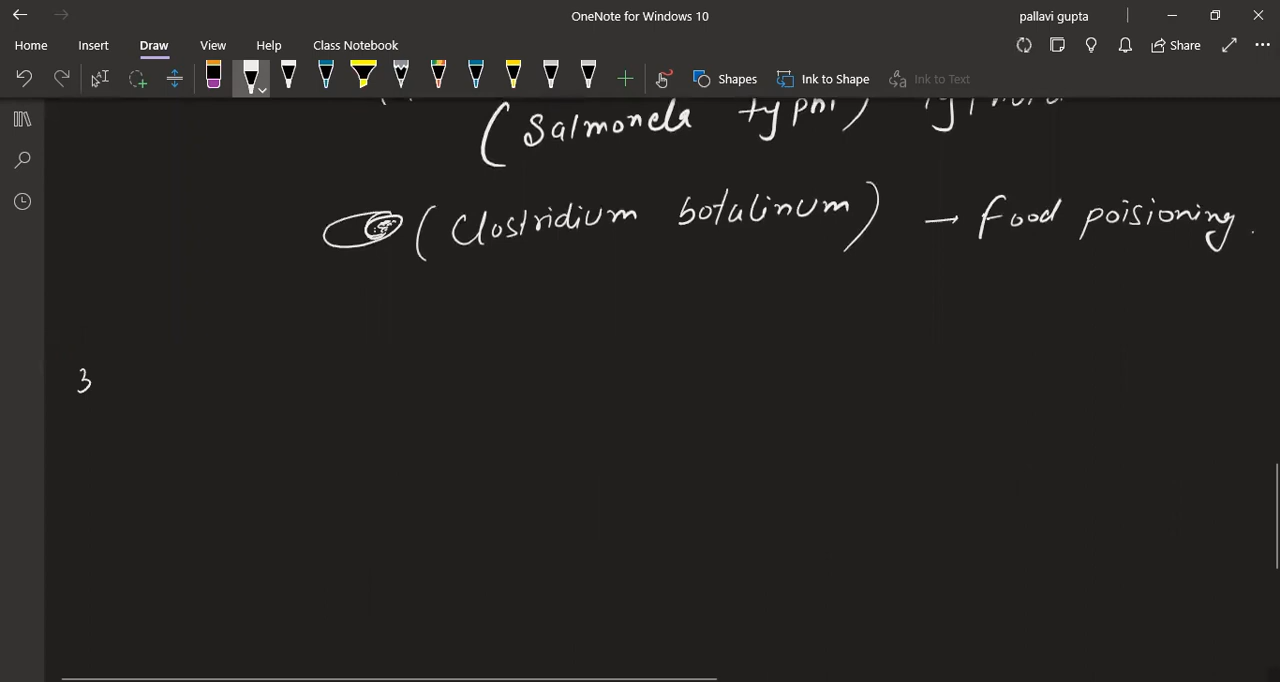 OneNote for Windows 10
pallavi gupta
Home Insert Draw View Help Class Notebook
Share
Shapes Ink to Shape Ink to Text
(Salmonela typhi)
(Clostridium botulinum) → food poisioning.
3